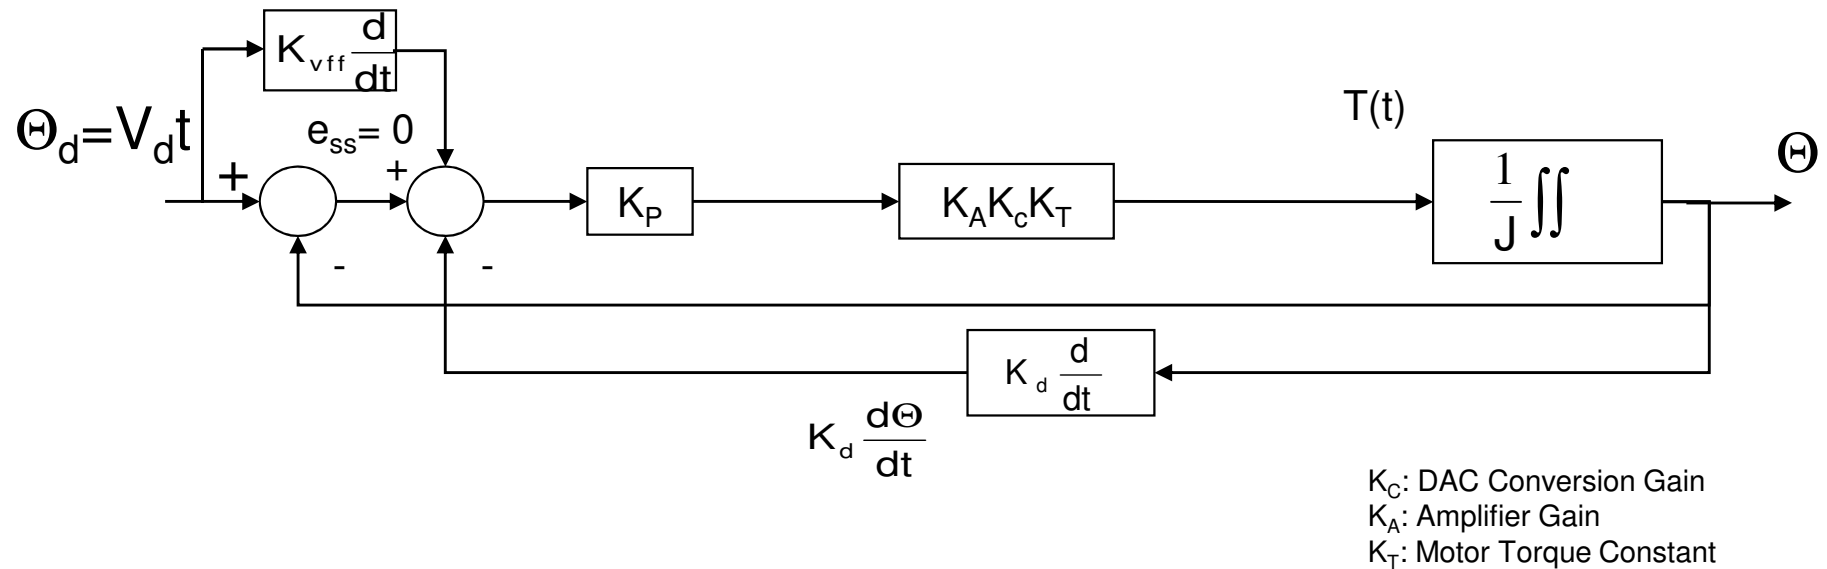 K_vff d/dt
Θ_d=V_dt
e_ss= 0
T(t)
Θ
+
+
K_P
K_AK_cK_T
1/J ∬
-
-
K_d d/dt
K_d dΘ/dt
K_C: DAC Conversion Gain
K_A: Amplifier Gain
K_T: Motor Torque Constant